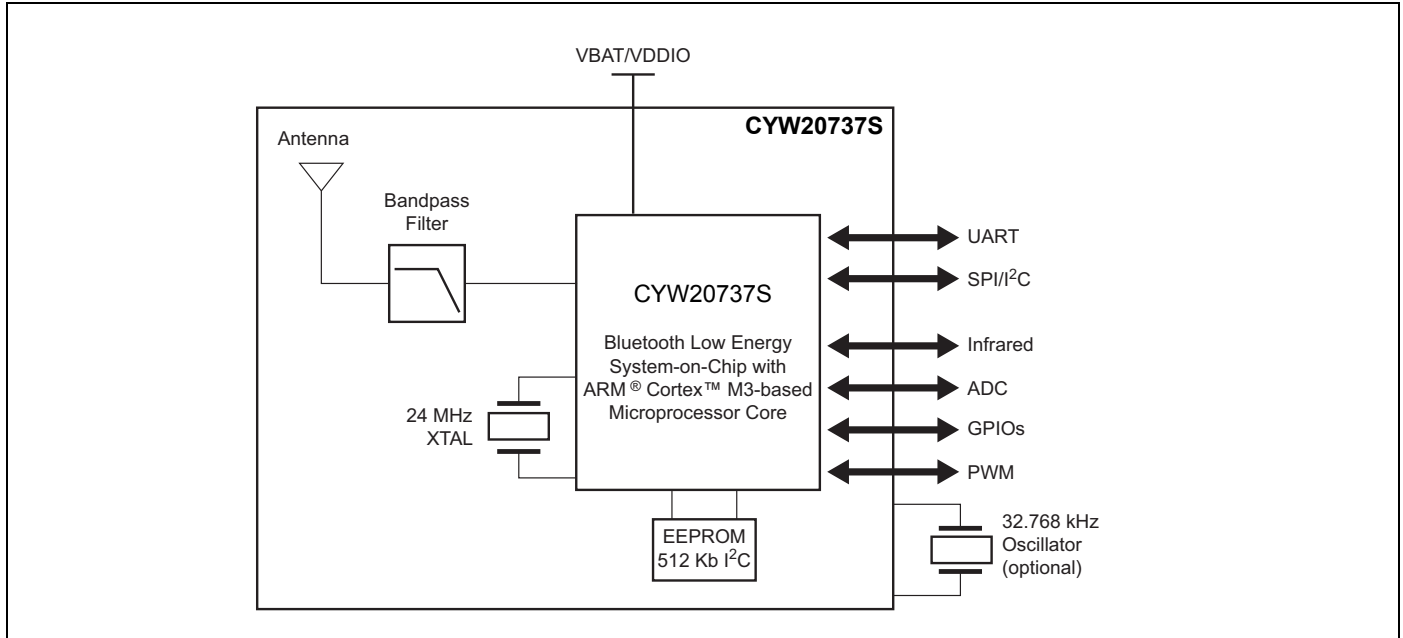 VBAT/VDDIO
CYW20737S
Antenna
Bandpass
Filter
UART
SPI/I²C
CYW20737S
Bluetooth Low Energy
System-on-Chip with
ARM ® Cortex™ M3-based
Microprocessor Core
Infrared
ADC
24 MHz
XTAL
GPIOs
PWM
EEPROM
512 Kb I²C
32.768 kHz
Oscillator
(optional)